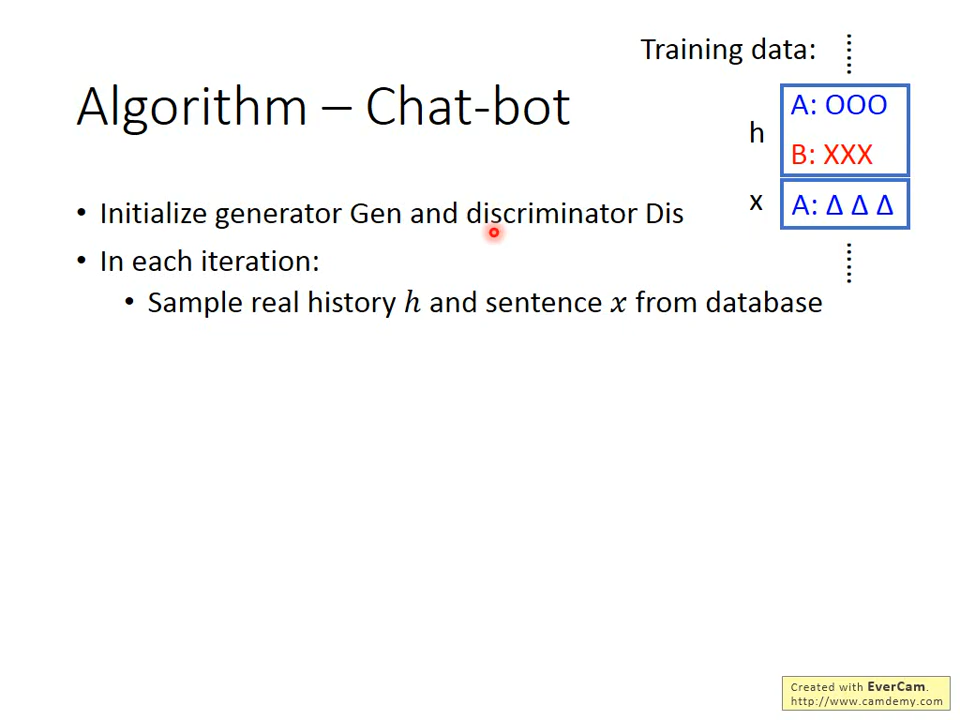 Training data:
Algorithm – Chat-bot
h
A: OOO
B: XXX
x
A: Δ Δ Δ
• Initialize generator Gen and discriminator Dis
• In each iteration:
• Sample real history h and sentence x from database
Created with EverCam.
http://www.camdemy.com